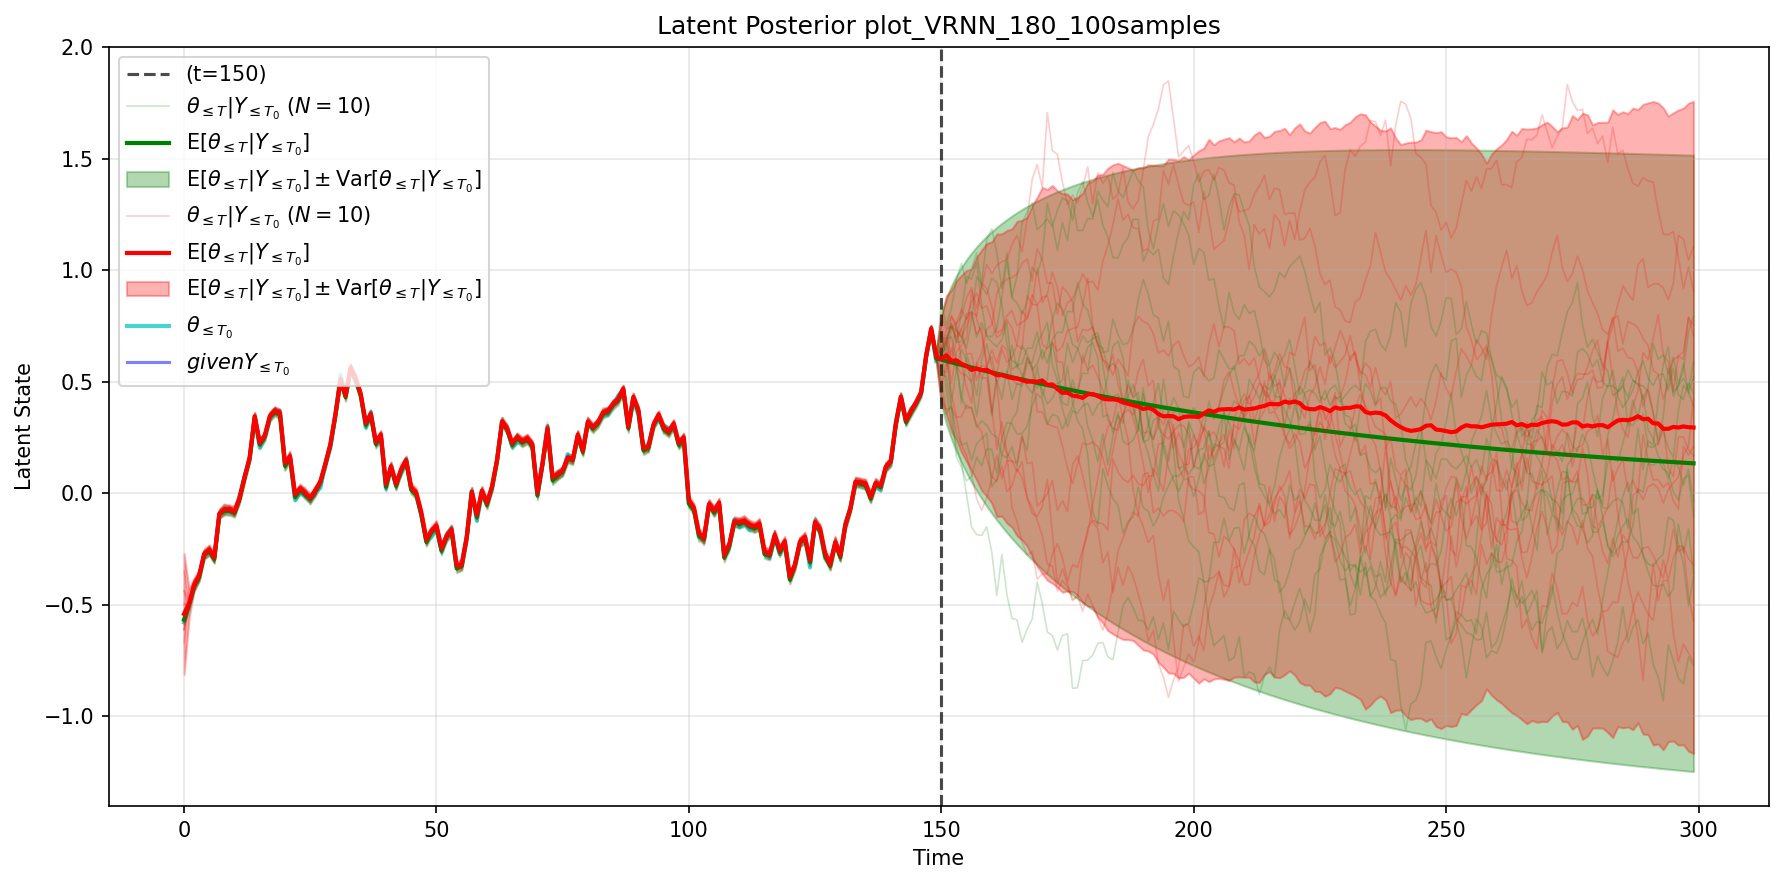 Latent Posterior plot_VRNN_180_100samples
2.0
1.5
1.0
0.5
0.0
−0.5
−1.0
Latent State
(t=150)
θ≤T|Y≤T₀ (N = 10)
E[θ≤T|Y≤T₀]
E[θ≤T|Y≤T₀] ± Var[θ≤T|Y≤T₀]
θ≤T|Y≤T₀ (N = 10)
E[θ≤T|Y≤T₀]
E[θ≤T|Y≤T₀] ± Var[θ≤T|Y≤T₀]
θ≤T₀
givenY≤T₀
0 50 100 150 200 250 300
Time